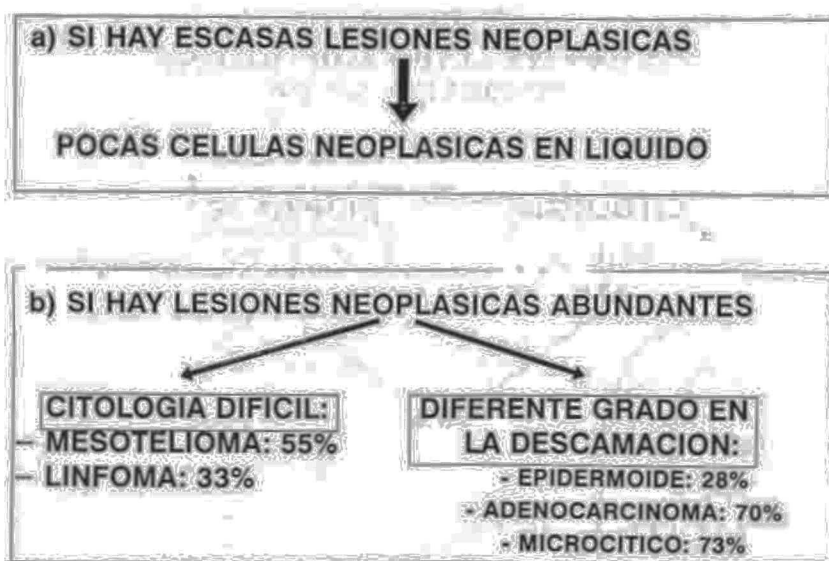 a) SI HAY ESCASAS LESIONES NEOPLASICAS
POCAS CELULAS NEOPLASICAS EN LIQUIDO
b) SI HAY LESIONES NEOPLASICAS ABUNDANTES
CITOLOGIA DIFICIL:
– MESOTELIOMA: 55%
– LINFOMA: 33%
DIFERENTE GRADO EN
LA DESCAMACION:
- EPIDERMOIDE: 28%
- ADENOCARCINOMA: 70%
- MICROCITICO: 73%